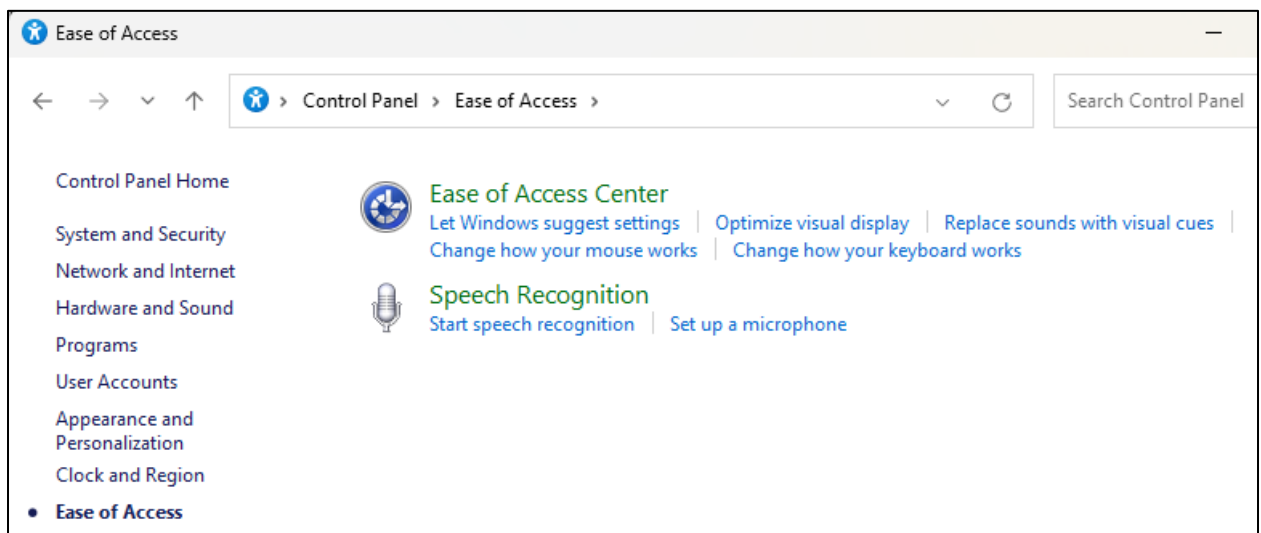 Ease of Access
Control Panel > Ease of Access >
Search Control Panel
Control Panel Home
System and Security
Network and Internet
Hardware and Sound
Programs
User Accounts
Appearance and
Personalization
Clock and Region
Ease of Access
Ease of Access Center
Let Windows suggest settings | Optimize visual display | Replace sounds with visual cues |
Change how your mouse works | Change how your keyboard works
Speech Recognition
Start speech recognition | Set up a microphone